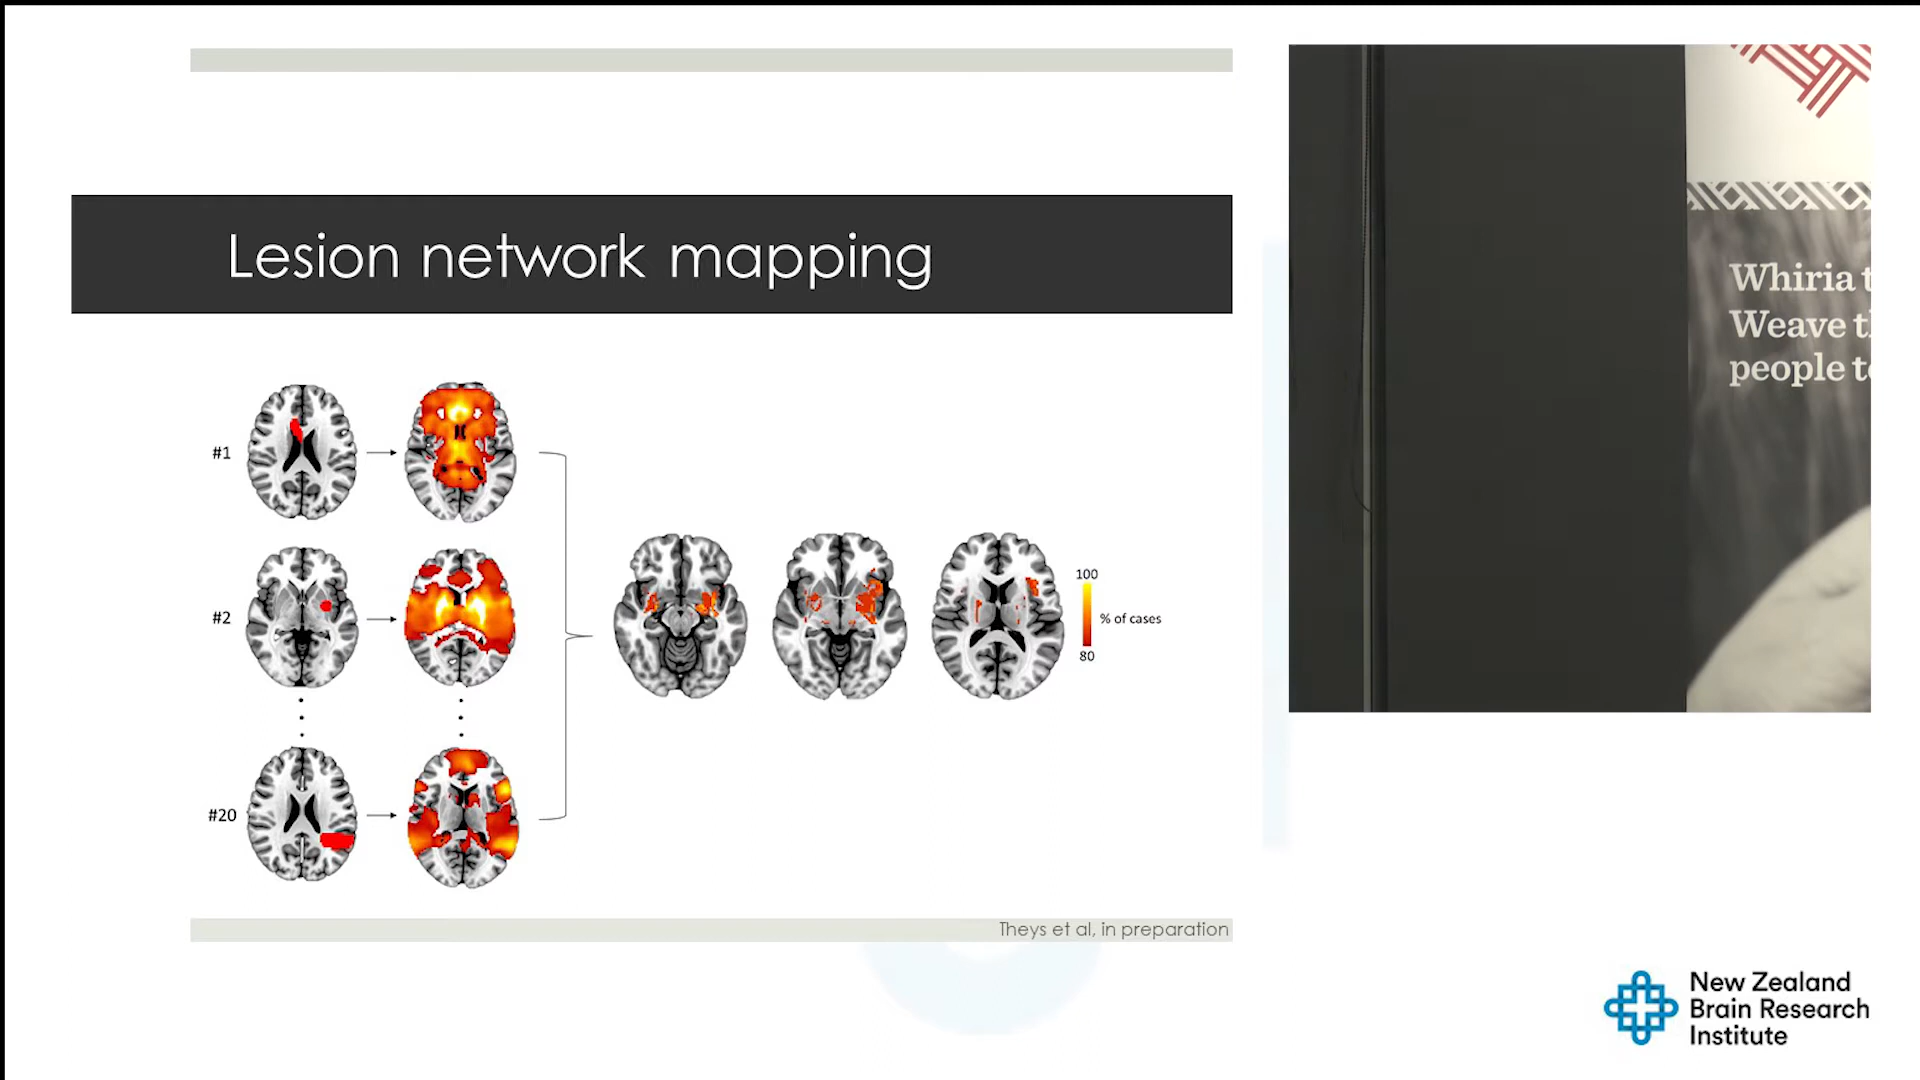 Lesion network mapping
#1
#2
#20
100
% of cases
80
Theys et al, in preparation
Whiria
Weave
people
New Zealand
Brain Research
Institute